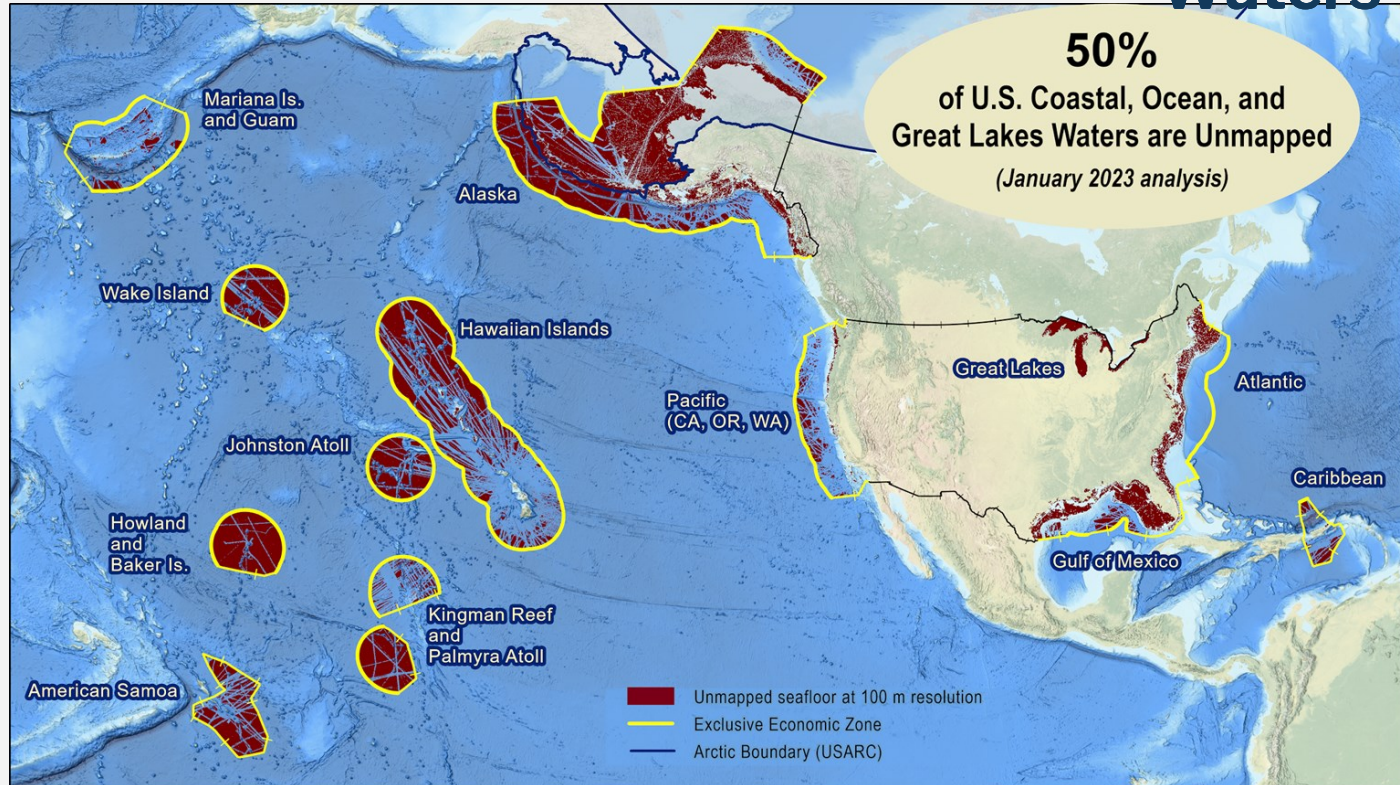 Waters
50%
of U.S. Coastal, Ocean, and
Great Lakes Waters are Unmapped
(January 2023 analysis)
Mariana Is.
and Guam
Alaska
Wake Island
Hawaiian Islands
Great Lakes
Atlantic
Pacific
(CA, OR, WA)
Johnston Atoll
Caribbean
Howland
and
Baker Is.
Gulf of Mexico
Kingman Reef
and
Palmyra Atoll
American Samoa
Unmapped seafloor at 100 m resolution
Exclusive Economic Zone
Arctic Boundary (USARC)